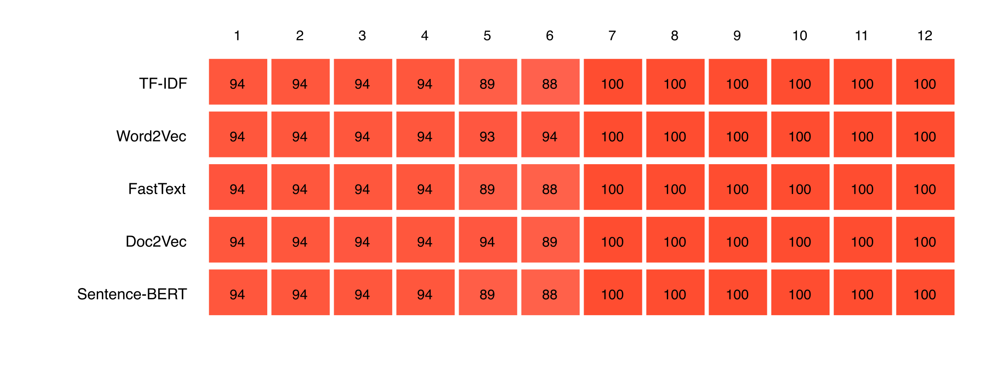 1 2 3 4 5 6 7 8 9 10 11 12
TF-IDF 94 94 94 94 89 88 100 100 100 100 100 100
Word2Vec 94 94 94 94 93 94 100 100 100 100 100 100
FastText 94 94 94 94 89 88 100 100 100 100 100 100
Doc2Vec 94 94 94 94 94 89 100 100 100 100 100 100
Sentence-BERT 94 94 94 94 89 88 100 100 100 100 100 100